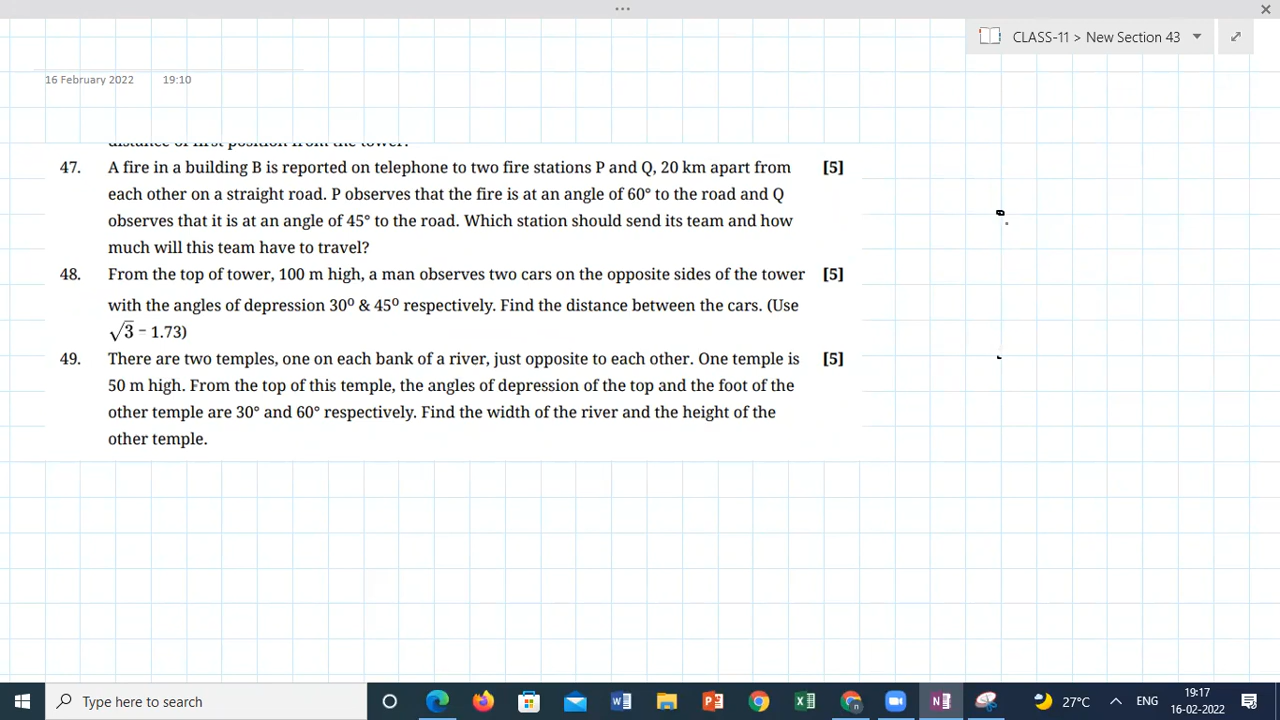 CLASS-11 > New Section 43
16 February 2022 19:10
distance of first position from the tower.
47. A fire in a building B is reported on telephone to two fire stations P and Q, 20 km apart from [5]
each other on a straight road. P observes that the fire is at an angle of 60° to the road and Q
observes that it is at an angle of 45° to the road. Which station should send its team and how
much will this team have to travel?
48. From the top of tower, 100 m high, a man observes two cars on the opposite sides of the tower [5]
with the angles of depression 30⁰ & 45⁰ respectively. Find the distance between the cars. (Use
√3 - 1.73)
49. There are two temples, one on each bank of a river, just opposite to each other. One temple is [5]
50 m high. From the top of this temple, the angles of depression of the top and the foot of the
other temple are 30° and 60° respectively. Find the width of the river and the height of the
other temple.
Type here to search
27°C
ENG
19:17
16-02-2022